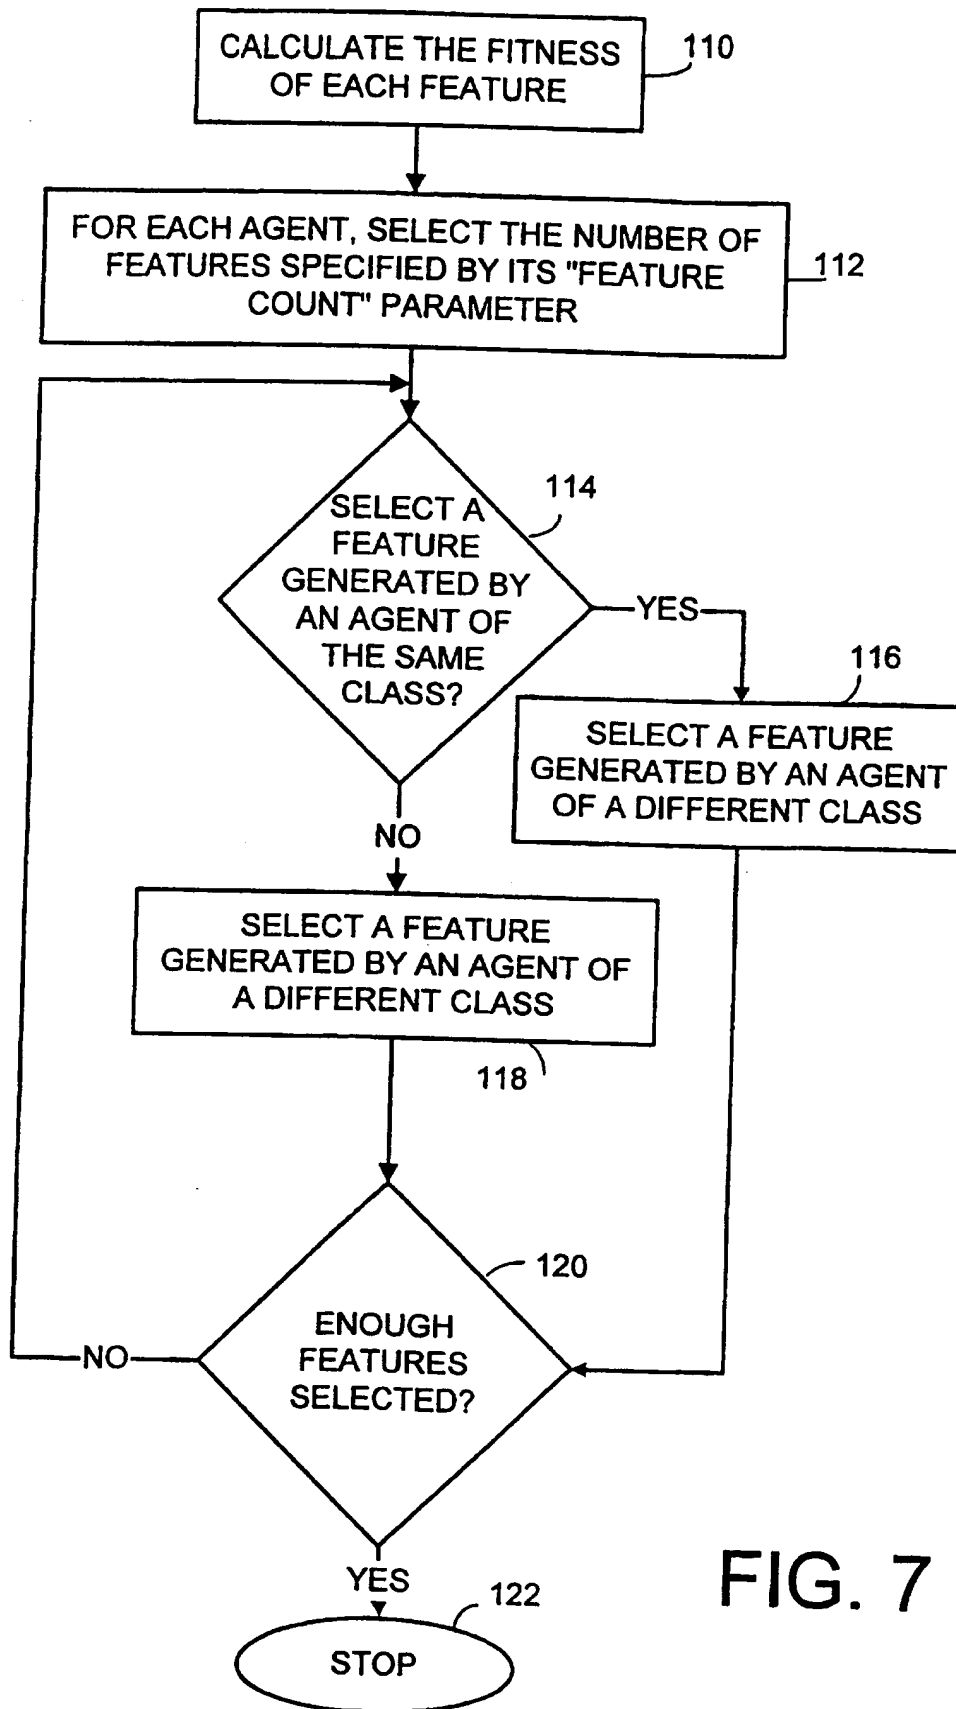 CALCULATE THE FITNESS
OF EACH FEATURE
110
FOR EACH AGENT, SELECT THE NUMBER OF
FEATURES SPECIFIED BY ITS "FEATURE
COUNT" PARAMETER
112
SELECT A
FEATURE
GENERATED BY
AN AGENT OF
THE SAME
CLASS?
114
YES
116
SELECT A FEATURE
GENERATED BY AN AGENT
OF A DIFFERENT CLASS
NO
SELECT A FEATURE
GENERATED BY AN AGENT OF
A DIFFERENT CLASS
118
120
ENOUGH
FEATURES
SELECTED?
NO
YES
122
STOP
FIG. 7